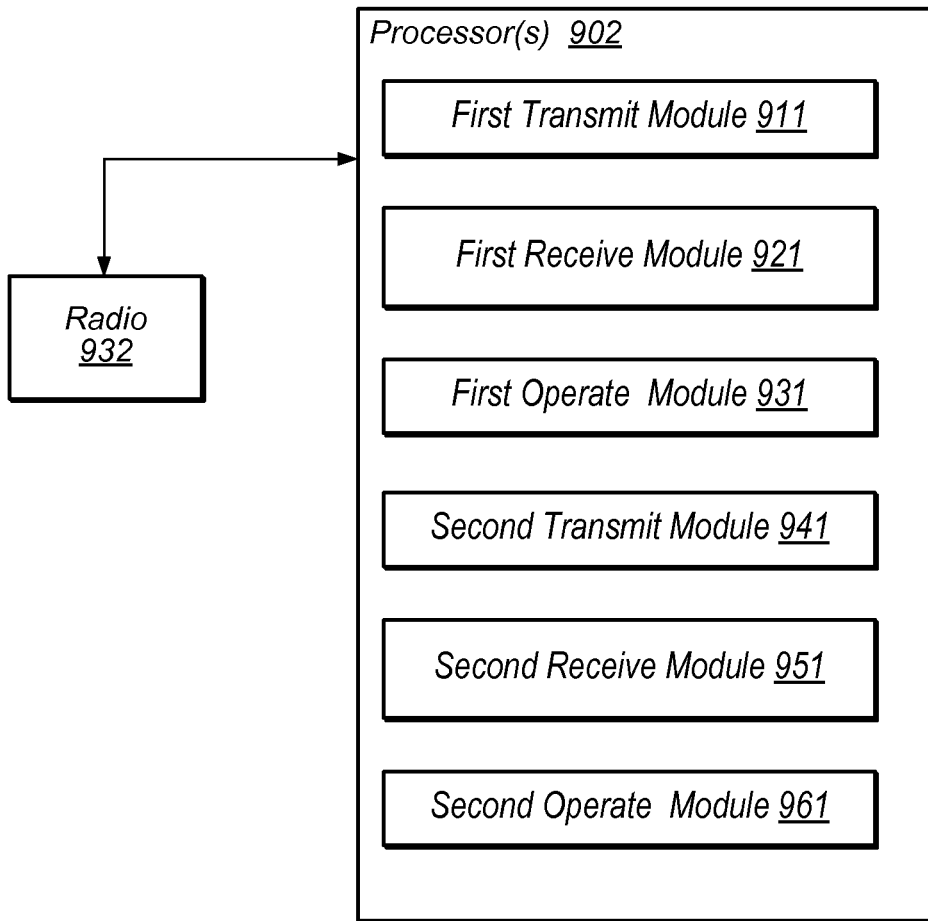 Processor(s) 902
First Transmit Module 911
First Receive Module 921
Radio
932
First Operate Module 931
Second Transmit Module 941
Second Receive Module 951
Second Operate Module 961